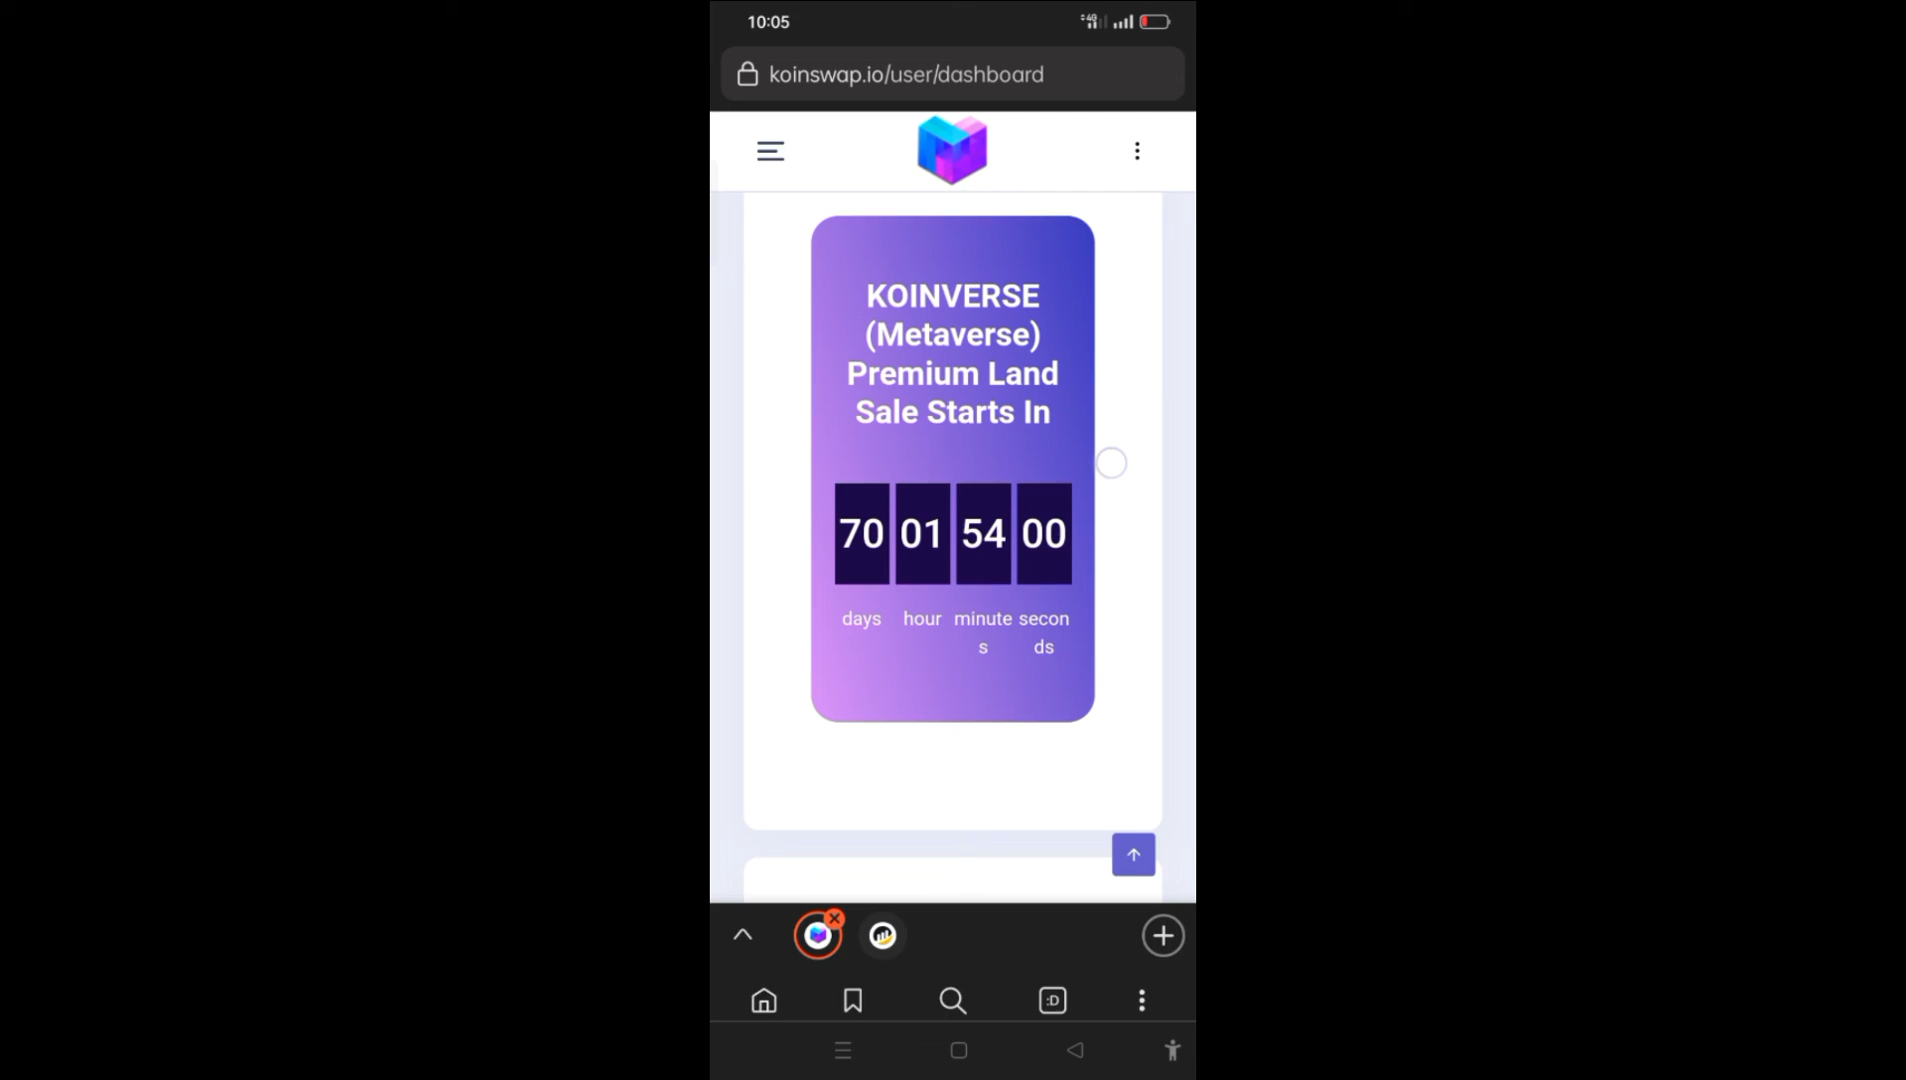 10:05
4G
koinswap.io/user/dashboard
KOINVERSE
(Metaverse)
Premium Land
Sale Starts In
70 01 54 00
days hour minute secon
s ds
:D